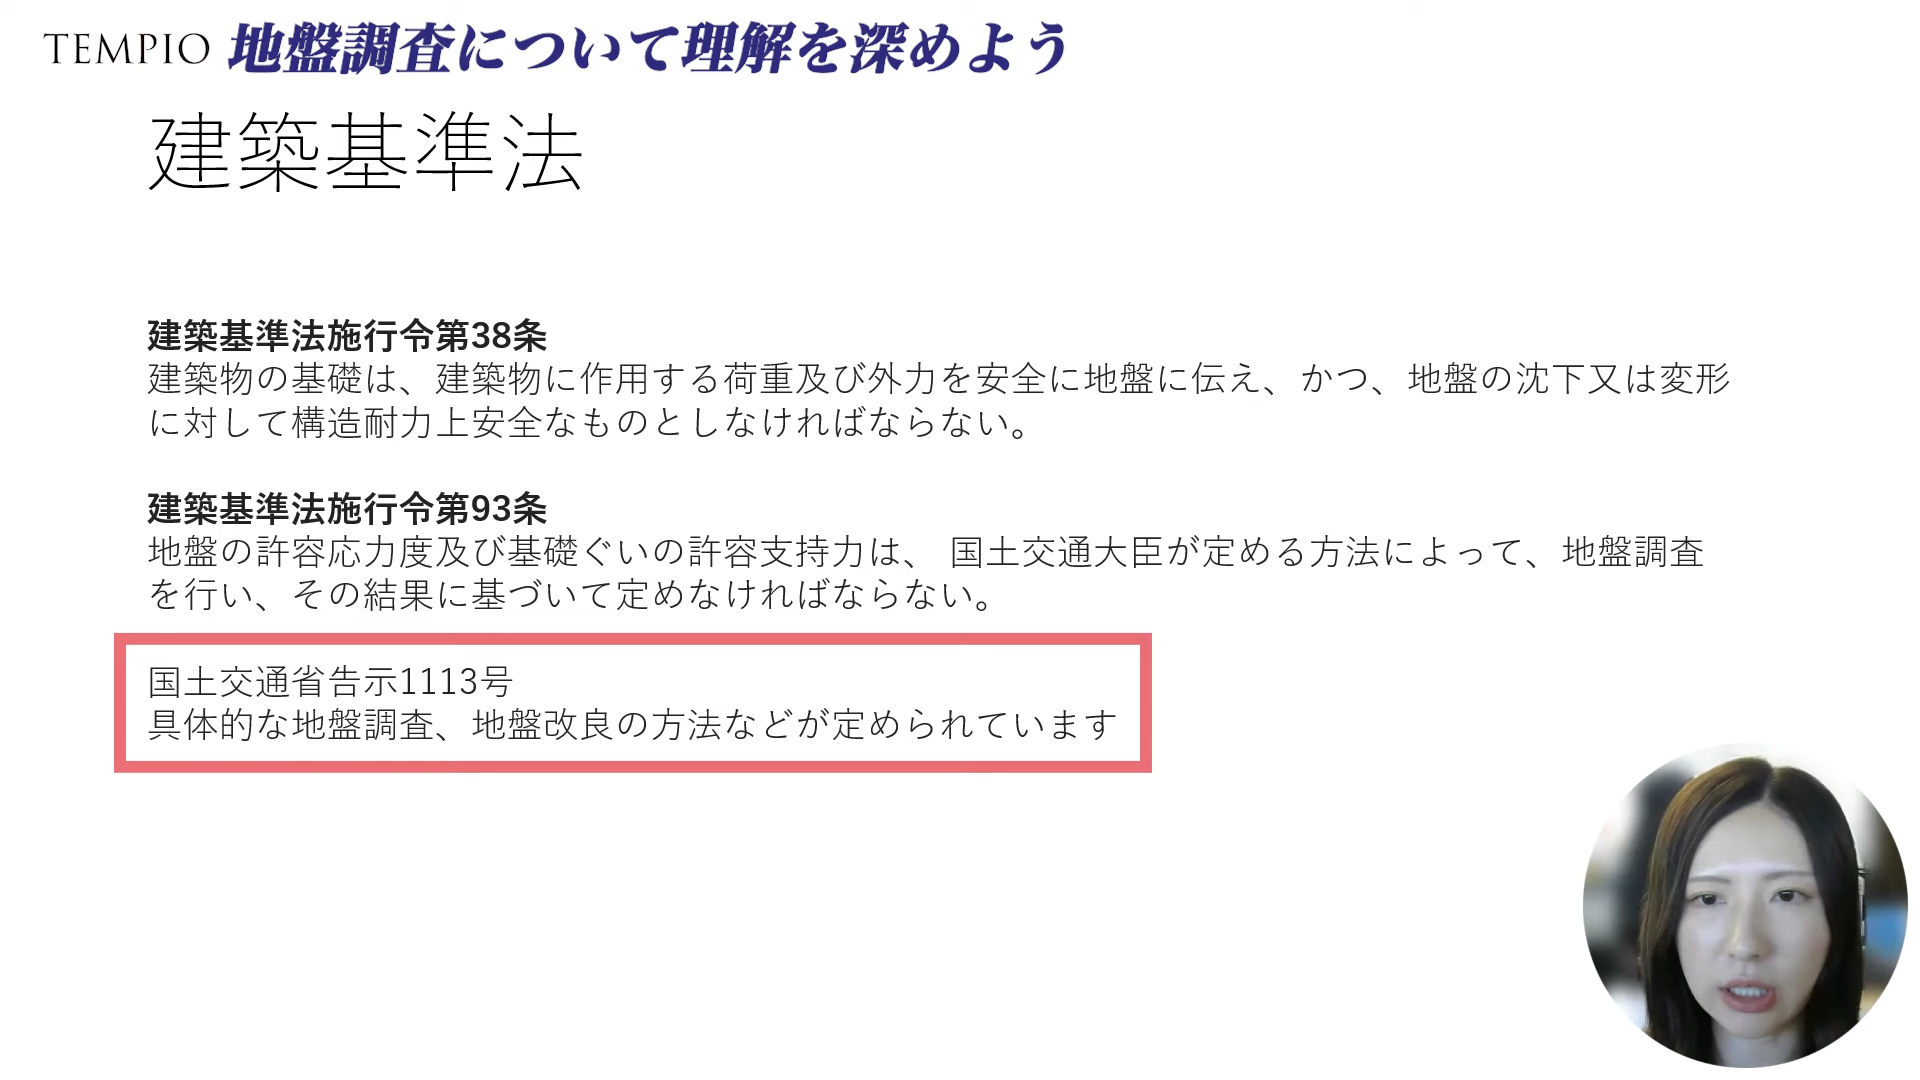 TEMPIO 地盤調査について理解を深めよう
建築基準法
建築基準法施行令第38条
建築物の基礎は、建築物に作用する荷重及び外力を安全に地盤に伝え、かつ、地盤の沈下又は変形
に対して構造耐力上安全なものとしなければならない。
建築基準法施行令第93条
地盤の許容応力度及び基礎ぐいの許容支持力は、 国土交通大臣が定める方法によって、地盤調査
を行い、その結果に基づいて定めなければならない。
国土交通省告示1113号
具体的な地盤調査、地盤改良の方法などが定められています